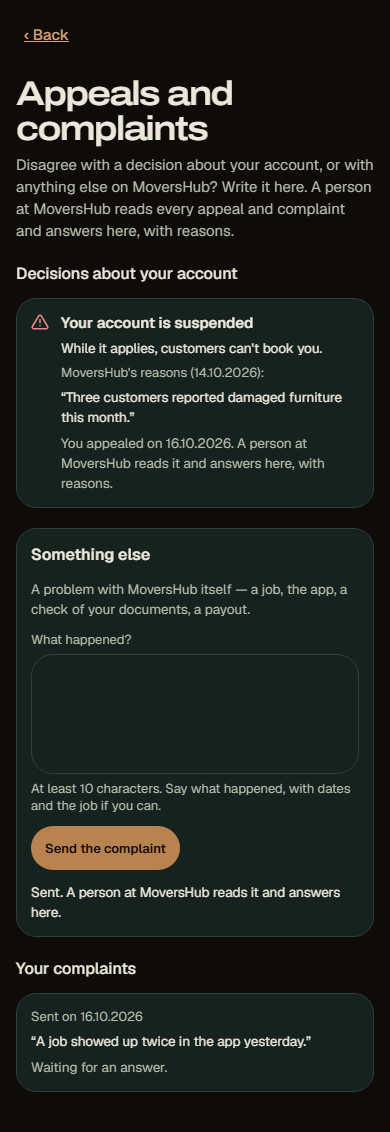 ‹ Back
Appeals and
complaints
Disagree with a decision about your account, or with
anything else on MoversHub? Write it here. A person
at MoversHub reads every appeal and complaint
and answers here, with reasons.
Decisions about your account
Your account is suspended
While it applies, customers can't book you.
MoversHub's reasons (14.10.2026):
“Three customers reported damaged furniture
this month.”
You appealed on 16.10.2026. A person at
MoversHub reads it and answers here, with
reasons.
Something else
A problem with MoversHub itself — a job, the app, a
check of your documents, a payout.
What happened?
At least 10 characters. Say what happened, with dates
and the job if you can.
Send the complaint
Sent. A person at MoversHub reads it and answers
here.
Your complaints
Sent on 16.10.2026
“A job showed up twice in the app yesterday.”
Waiting for an answer.